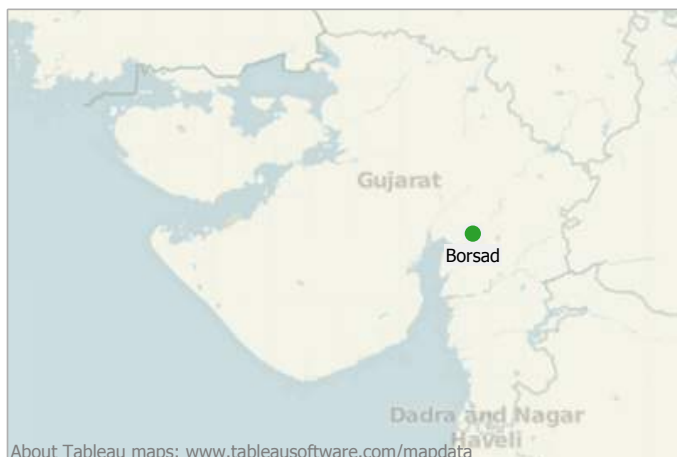 Gujarat
Borsad
Dadra and Nagar
Haveli
About Tableau maps: www.tableausoftware.com/mapdata